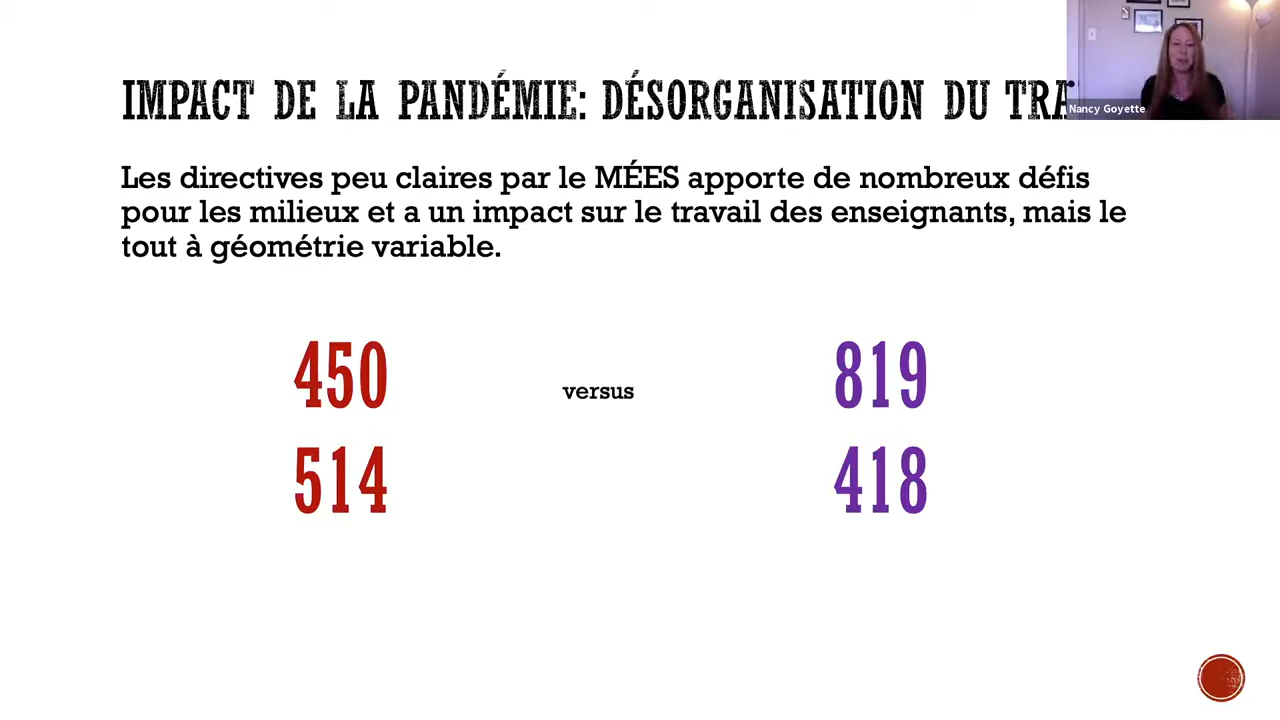 IMPACT DE LA PANDÉMIE: DÉSORGANISATION DU
Nancy Goyette
Les directives peu claires par le MÉES apporte de nombreux défis
pour les milieux et a un impact sur le travail des enseignants, mais le
tout à géométrie variable.
450
versus
819
514
418